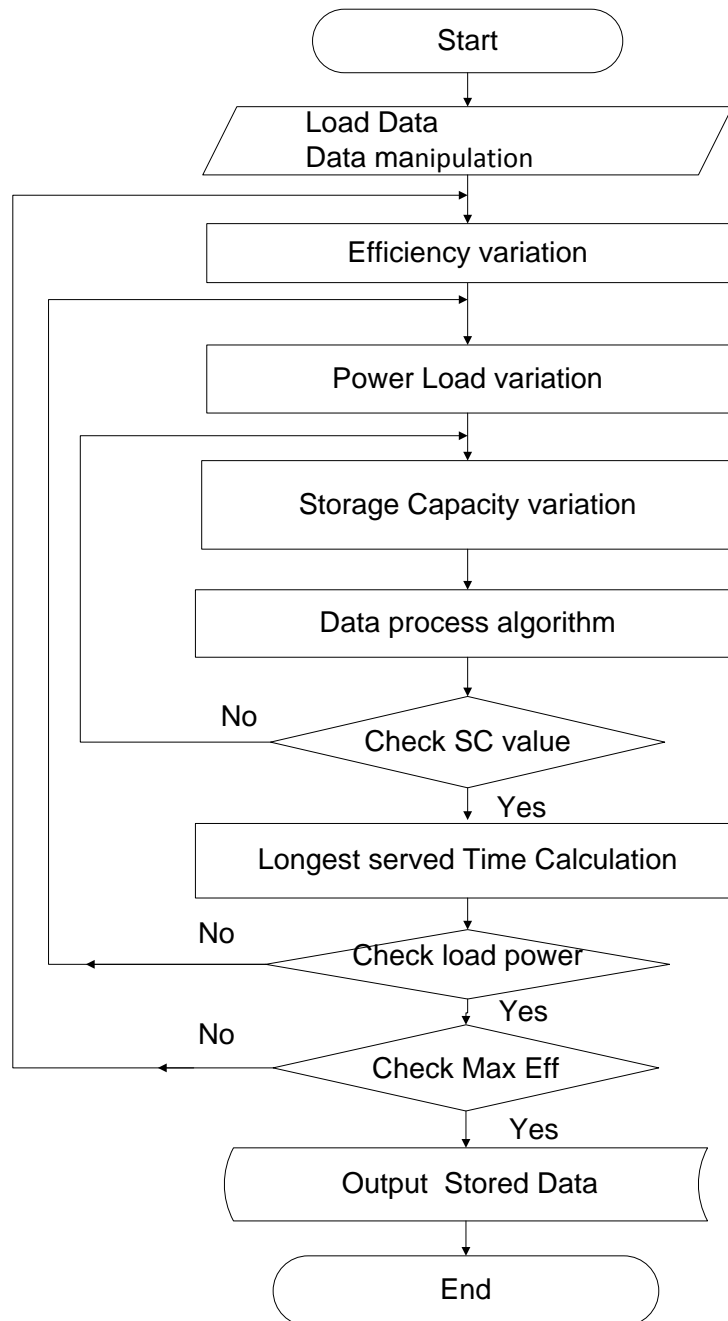 Start
Load Data
Data manipulation
Efficiency variation
Power Load variation
Storage Capacity variation
Data process algorithm
No
Check SC value
Yes
Longest served Time Calculation
No
Check load power
Yes
No
Check Max Eff
Yes
Output Stored Data
End